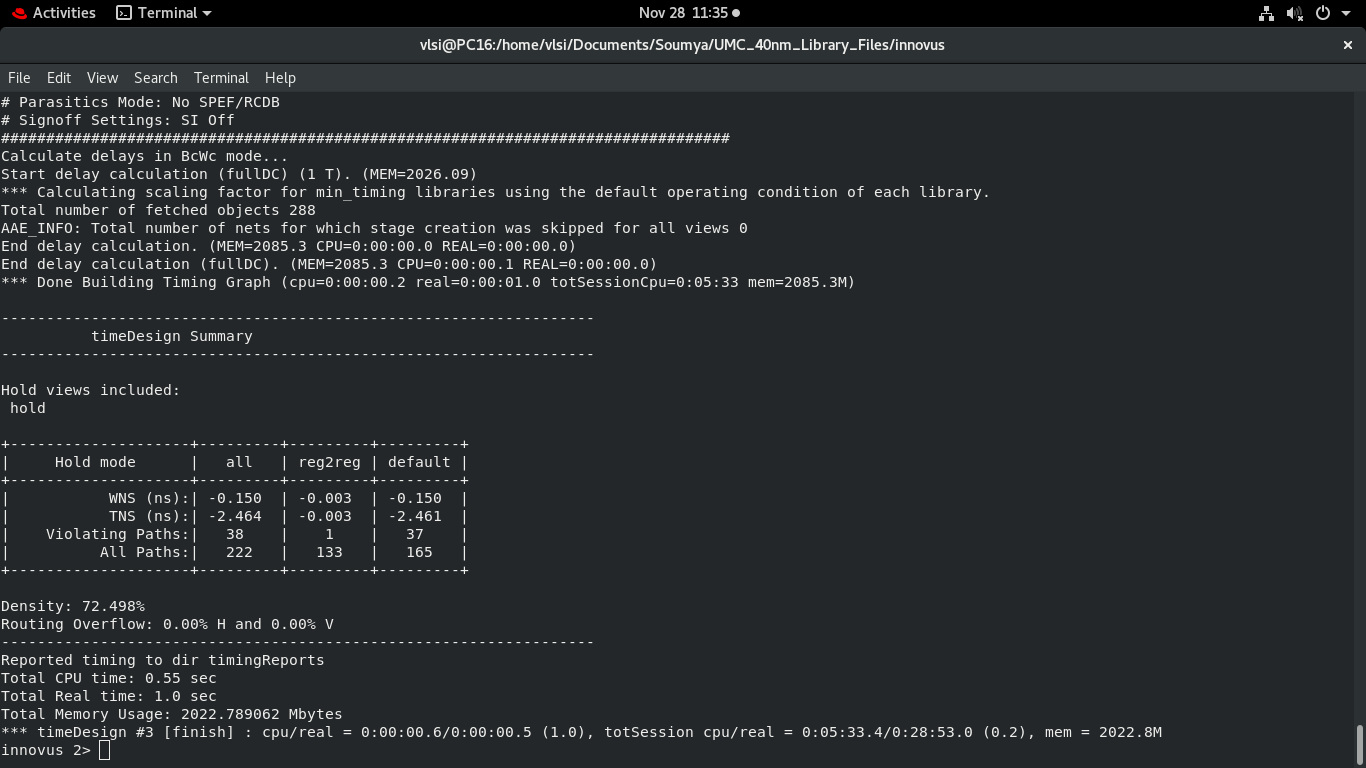 Activities Terminal Nov 28 11:35
vlsi@PC16:/home/vlsi/Documents/Soumya/UMC_40nm_Library_Files/innovus ×
File Edit View Search Terminal Help
# Parasitics Mode: No SPEF/RCDB
# Signoff Settings: SI Off
#################################################################################
Calculate delays in BcWc mode...
Start delay calculation (fullDC) (1 T). (MEM=2026.09)
*** Calculating scaling factor for min_timing libraries using the default operating condition of each library.
Total number of fetched objects 288
AAE_INFO: Total number of nets for which stage creation was skipped for all views 0
End delay calculation. (MEM=2085.3 CPU=0:00:00.0 REAL=0:00:00.0)
End delay calculation (fullDC). (MEM=2085.3 CPU=0:00:00.1 REAL=0:00:00.0)
*** Done Building Timing Graph (cpu=0:00:00.2 real=0:00:01.0 totSessionCpu=0:05:33 mem=2085.3M)
------------------------------------------------------------------
          timeDesign Summary
------------------------------------------------------------------
Hold views included:
 hold
+--------------------+---------+---------+---------+
|     Hold mode      |   all   | reg2reg | default |
+--------------------+---------+---------+---------+
|           WNS (ns):| -0.150  | -0.003  | -0.150  |
|           TNS (ns):| -2.464  | -0.003  | -2.461  |
|    Violating Paths:|   38    |    1    |   37    |
|          All Paths:|   222   |   133   |   165   |
+--------------------+---------+---------+---------+
Density: 72.498%
Routing Overflow: 0.00% H and 0.00% V
------------------------------------------------------------------
Reported timing to dir timingReports
Total CPU time: 0.55 sec
Total Real time: 1.0 sec
Total Memory Usage: 2022.789062 Mbytes
*** timeDesign #3 [finish] : cpu/real = 0:00:00.6/0:00:00.5 (1.0), totSession cpu/real = 0:05:33.4/0:28:53.0 (0.2), mem = 2022.8M
innovus 2>